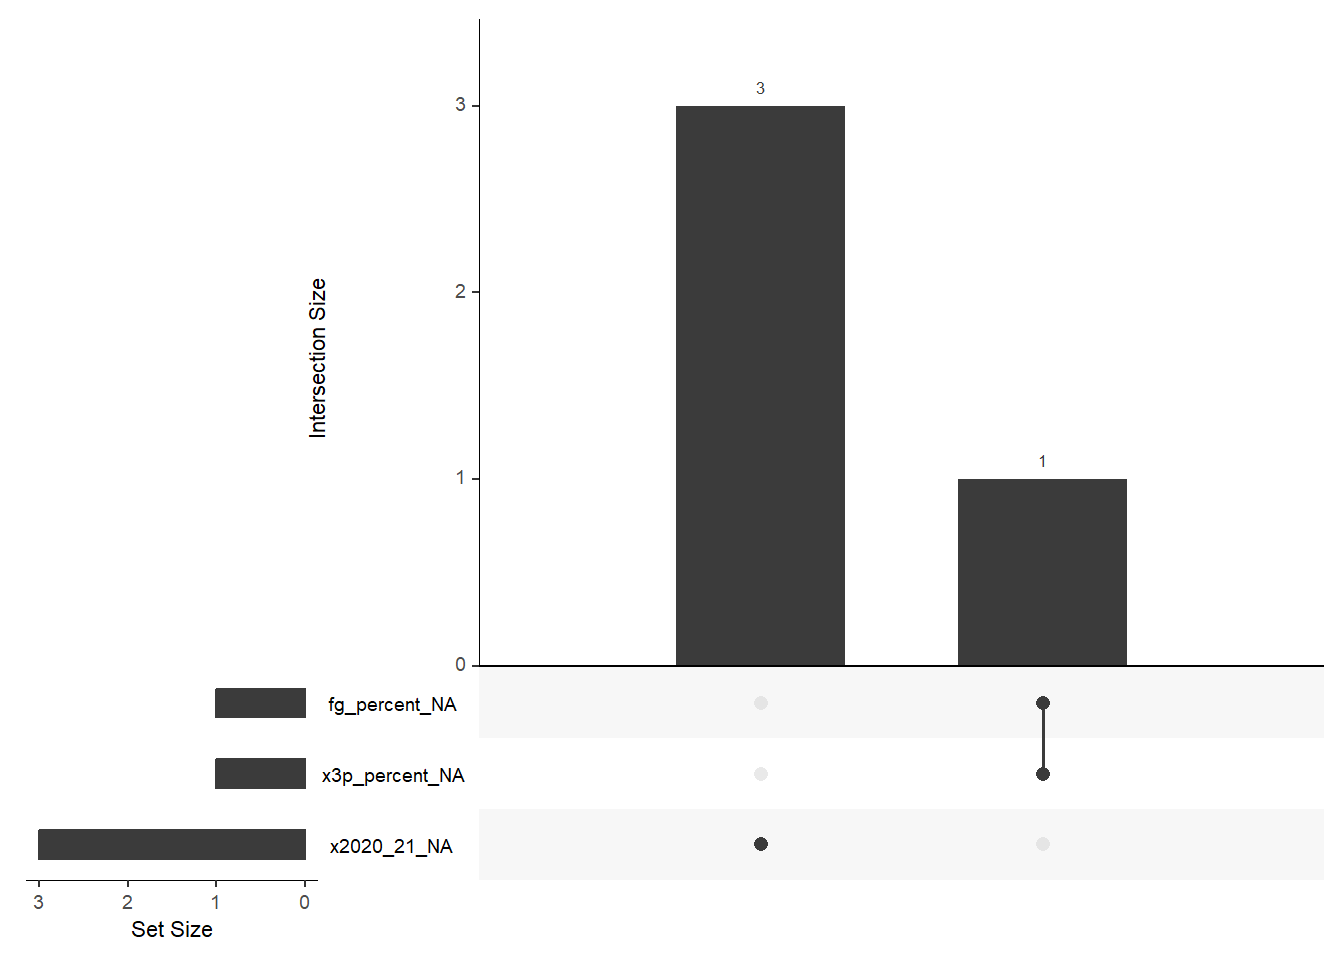 3
3
2
Intersection Size
1
1
0
fg_percent_NA
x3p_percent_NA
x2020_21_NA
3 2 1 0
Set Size